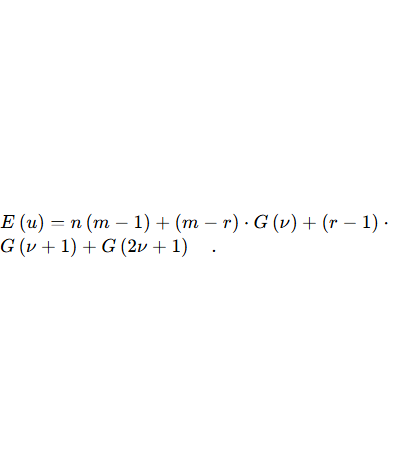 E (u) = n (m − 1) + (m − r) · G (ν) + (r − 1) ·
G (ν + 1) + G (2ν + 1) .